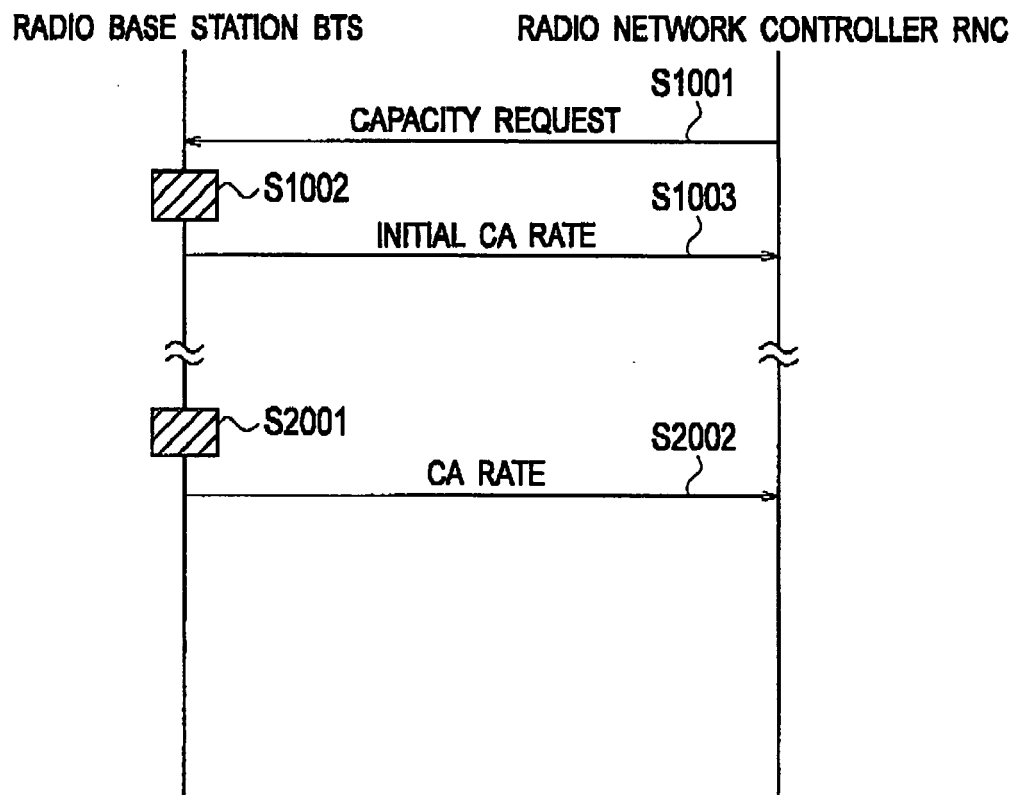 RADIO BASE STATION BTS
RADIO NETWORK CONTROLLER RNC
S1001
CAPACITY REQUEST
S1002
S1003
INITIAL CA RATE
S2001
S2002
CA RATE